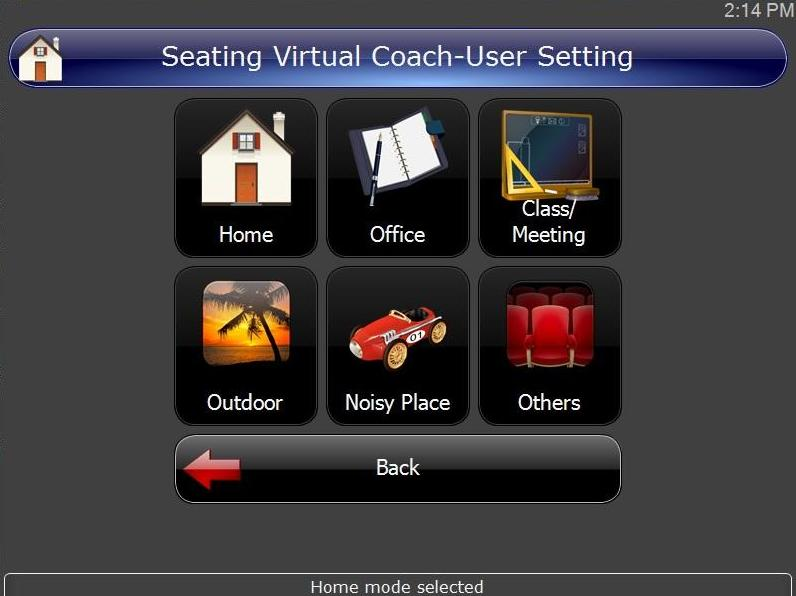 2:14 PM
Seating Virtual Coach-User Setting
Home
Office
Class/
Meeting
Outdoor
01
Noisy Place
Others
Back
Home mode selected